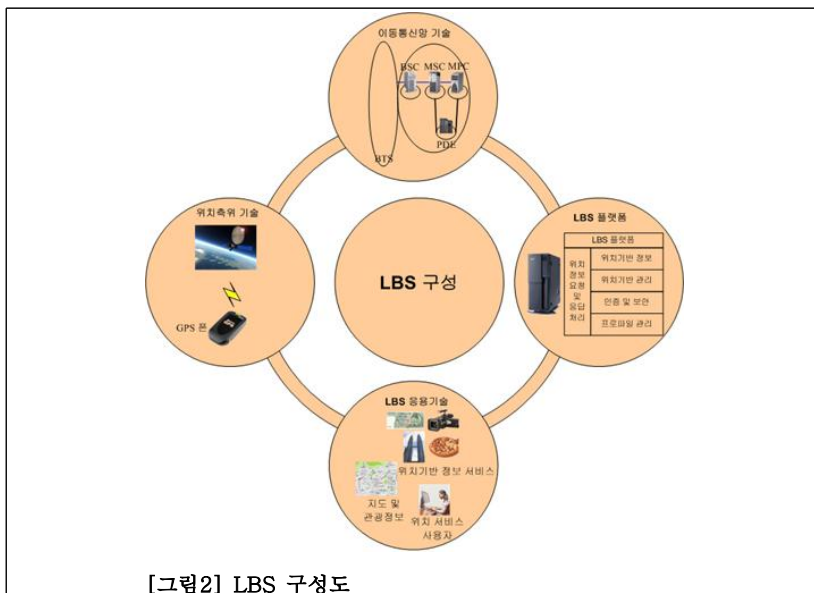 이동통신망 기술
BSC MSC MPC
PDE
BTS
위치측위 기술
GPS 폰
LBS 구성
LBS 플랫폼
LBS 플랫폼
위치
정보
요청
및
응답
처리
위치기반 정보
위치기반 관리
인증 및 보안
프로파일 관리
LBS 응용기술
위치기반 정보 서비스
지도 및
관광정보
위치 서비스
사용자
[그림2] LBS 구성도